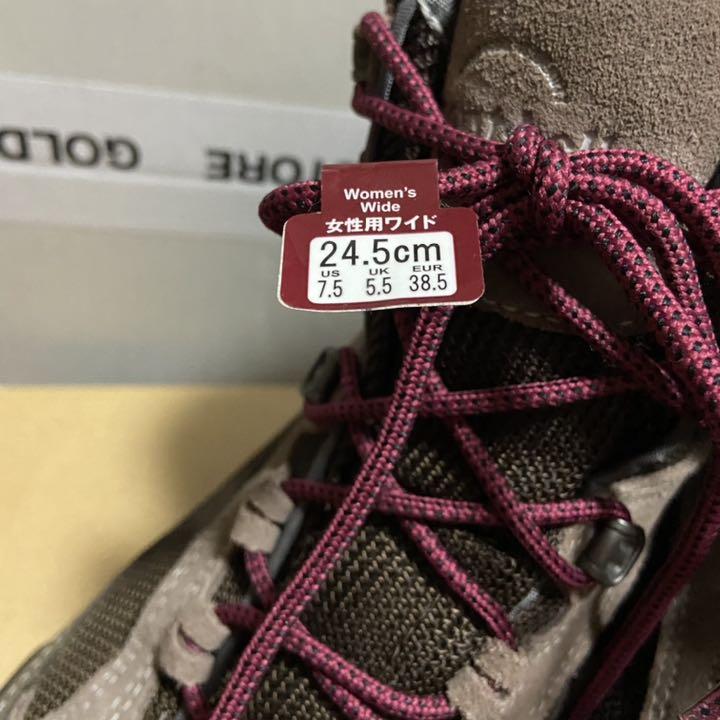 GOLD
STORE
Women's
Wide
女性用ワイド
24.5cm
US UK EUR
7.5 5.5 38.5